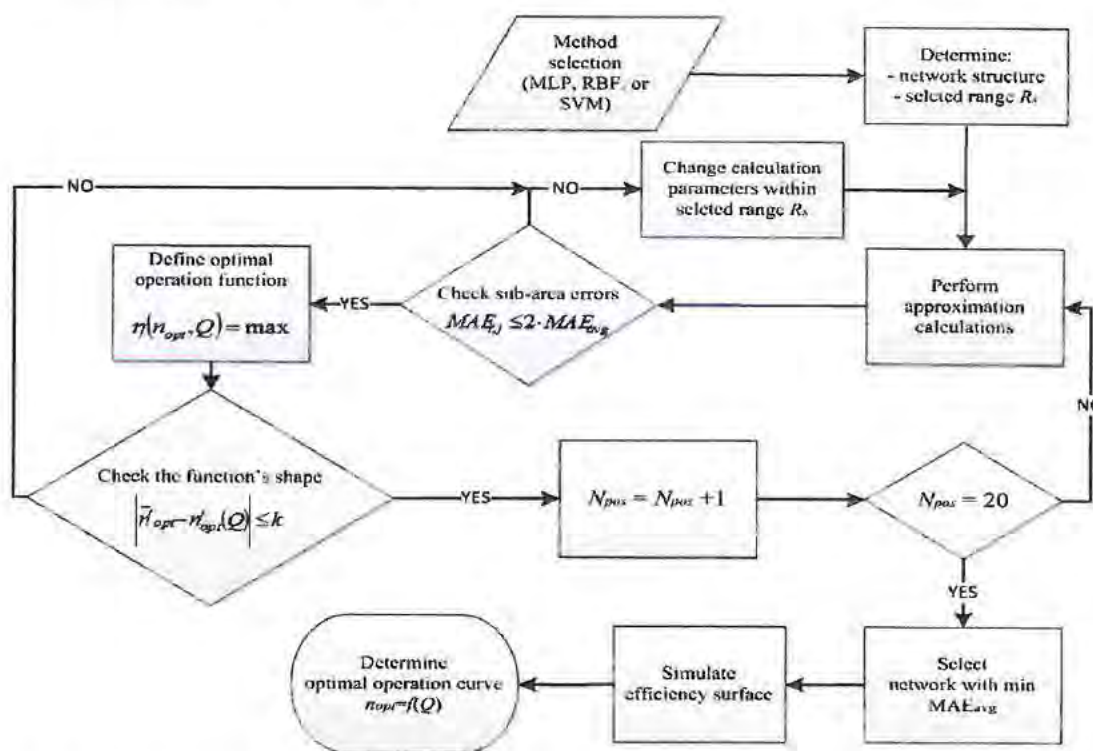 Method
selection
(MLP, RBF, or
SVM)
Determine:
- network structure
- seleted range Rₛ
NO
NO
Change calculation
parameters within
seleted range Rₛ
Define optimal
operation function
η(nₒₚₜ,Q)=max
YES
Check sub-area errors
MAEᵢ,ⱼ ≤2·MAEavg
Perform
approximation
calculations
NO
Check the function's shape
|n̄'opt−n'opt(Q)|≤k
YES
Npos = Npos +1
Npos = 20
YES
Determine
optimal operation curve
nopt=f(Q)
Simulate
efficiency surface
Select
network with min
MAEavg